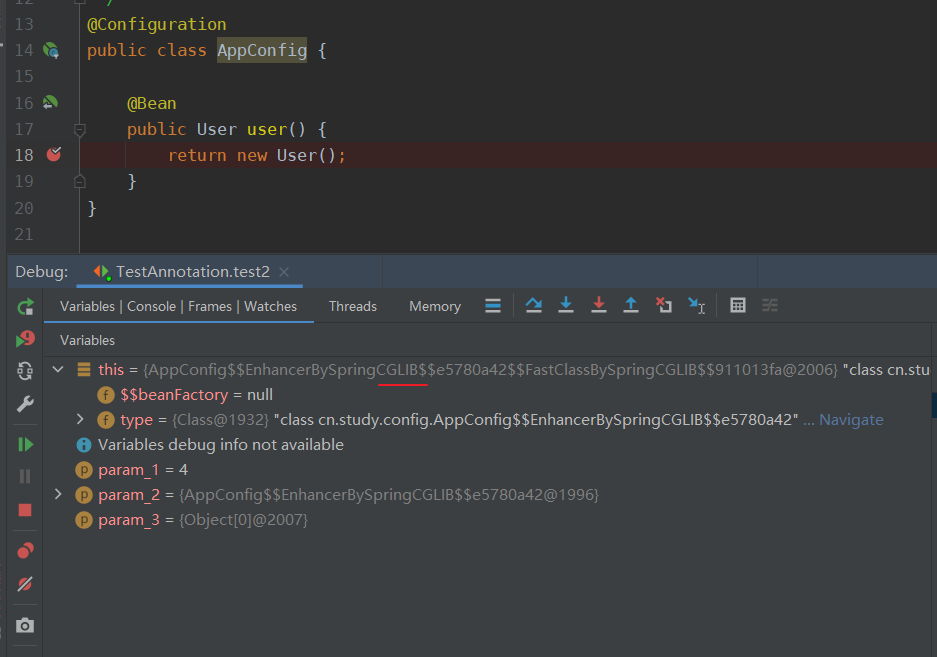 12 */
13 @Configuration
14 public class AppConfig {
15
16 @Bean
17 public User user() {
18 return new User();
19 }
20 }
21
Debug: TestAnnotation.test2
Variables | Console | Frames | Watches Threads Memory
Variables
this = {AppConfig$$EnhancerBySpringCGLIB$$e5780a42$$FastClassBySpringCGLIB$$911013fa@2006} "class cn.stu
f $$beanFactory = null
f type = {Class@1932} "class cn.study.config.AppConfig$$EnhancerBySpringCGLIB$$e5780a42" ... Navigate
Variables debug info not available
p param_1 = 4
p param_2 = {AppConfig$$EnhancerBySpringCGLIB$$e5780a42@1996}
p param_3 = {Object[0]@2007}